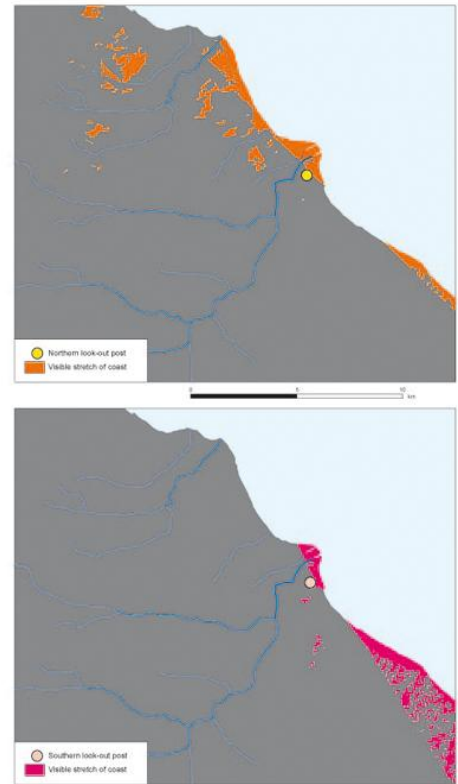 Northern look-out post
Visible stretch of coast
0 5 10
km
Southern look-out post
Visible stretch of coast